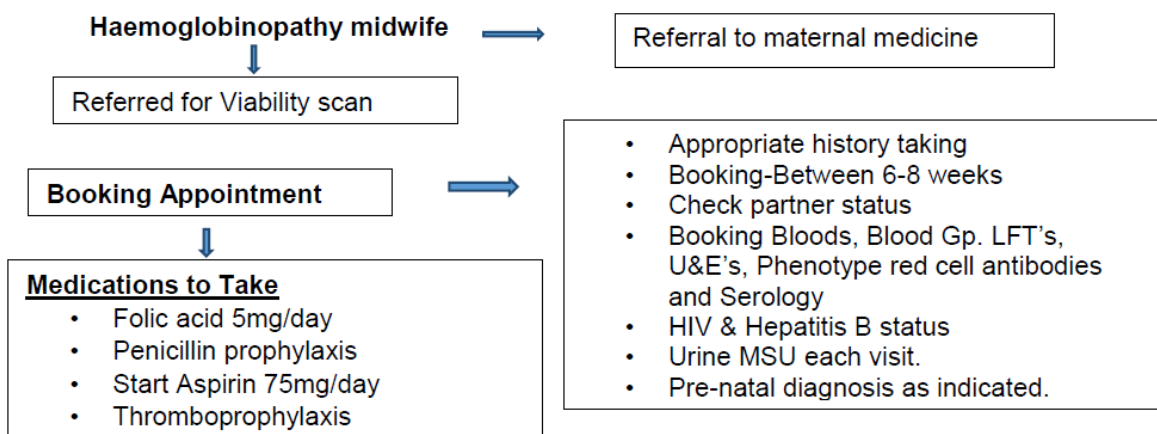 Haemoglobinopathy midwife
Referral to maternal medicine
Referred for Viability scan
Booking Appointment
• Appropriate history taking
• Booking-Between 6-8 weeks
• Check partner status
• Booking Bloods, Blood Gp. LFT's,
U&E's, Phenotype red cell antibodies
and Serology
• HIV & Hepatitis B status
• Urine MSU each visit.
• Pre-natal diagnosis as indicated.
Medications to Take
• Folic acid 5mg/day
• Penicillin prophylaxis
• Start Aspirin 75mg/day
• Thromboprophylaxis